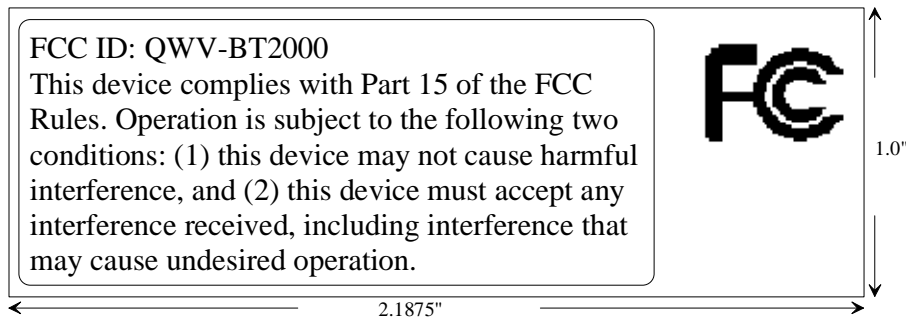 FCC ID: QWV-BT2000
This device complies with Part 15 of the FCC
Rules. Operation is subject to the following two
conditions: (1) this device may not cause harmful
interference, and (2) this device must accept any
interference received, including interference that
may cause undesired operation.
FCC
1.0"
2.1875"